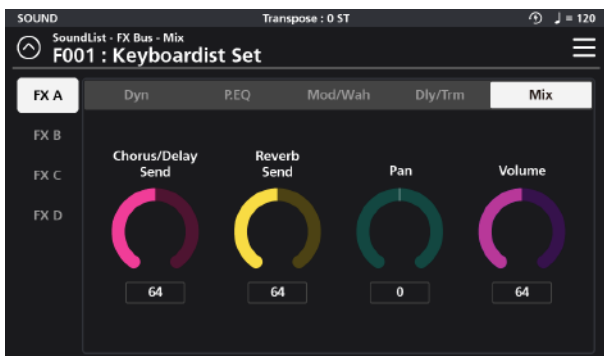 SOUND Transpose : 0 ST ♩ = 120
SoundList - FX Bus - Mix
F001 : Keyboardist Set
FX A Dyn P.EQ Mod/Wah Dly/Trm Mix
FX B
FX C
FX D
Chorus/Delay Send
Reverb Send
Pan
Volume
64 64 0 64